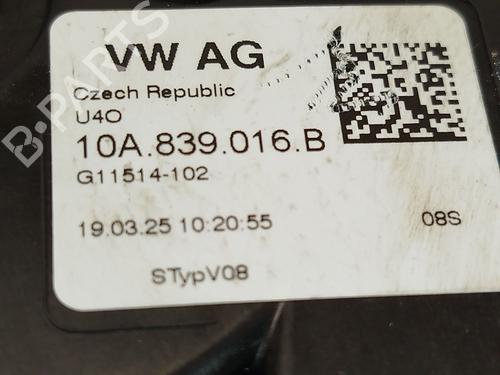 VW AG
Czech Republic
U4O
10A.839.016.B
G11514-102
19.03.25 10:20:55
08S
STypV08
B-PARTS